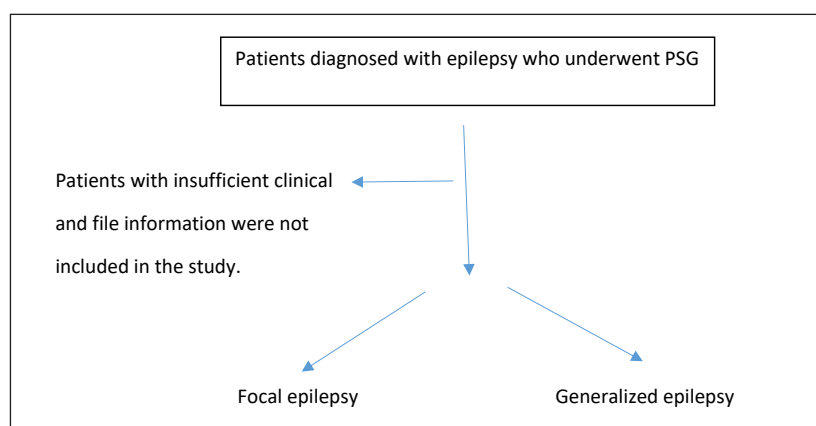 Patients diagnosed with epilepsy who underwent PSG
Patients with insufficient clinical
and file information were not
included in the study.
Focal epilepsy
Generalized epilepsy